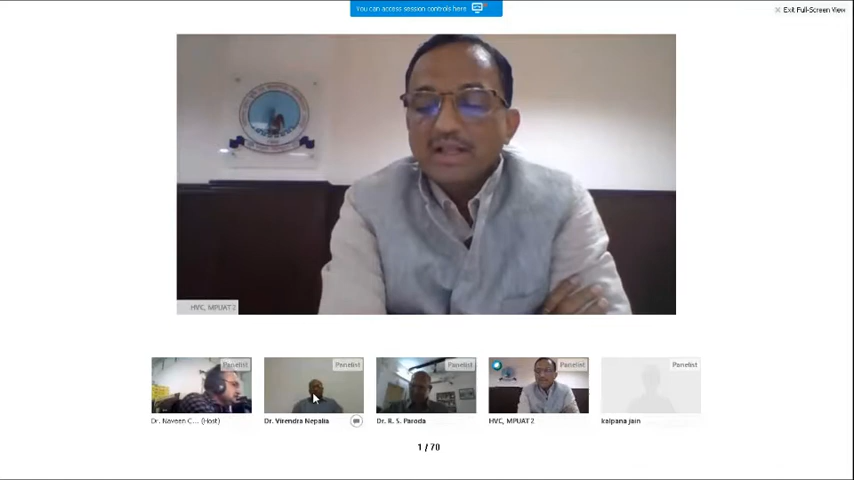 You can access session controls here
Exit Full-Screen View
HVC, MPUAT 2
Panelist
Panelist
Panelist
Panelist
Panelist
Dr. Naveen C... (Host)
Dr. Virendra Nepalia
Dr. R. S. Paroda
HVC, MPUAT 2
kalpana jain
1 / 70